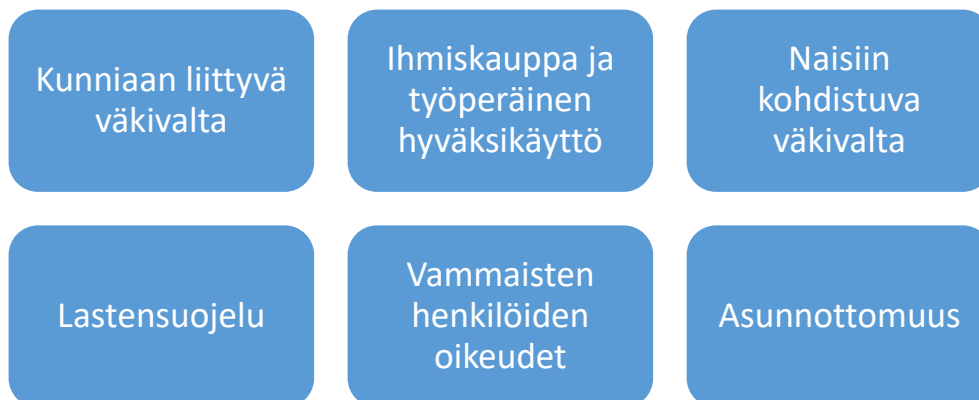 Kunniaan liittyvä
väkivalta
Ihmiskauppa ja
työperäinen
hyväksikäyttö
Naisiin
kohdistuva
väkivalta
Lastensuojelu
Vammaisten
henkilöiden
oikeudet
Asunnottomuus